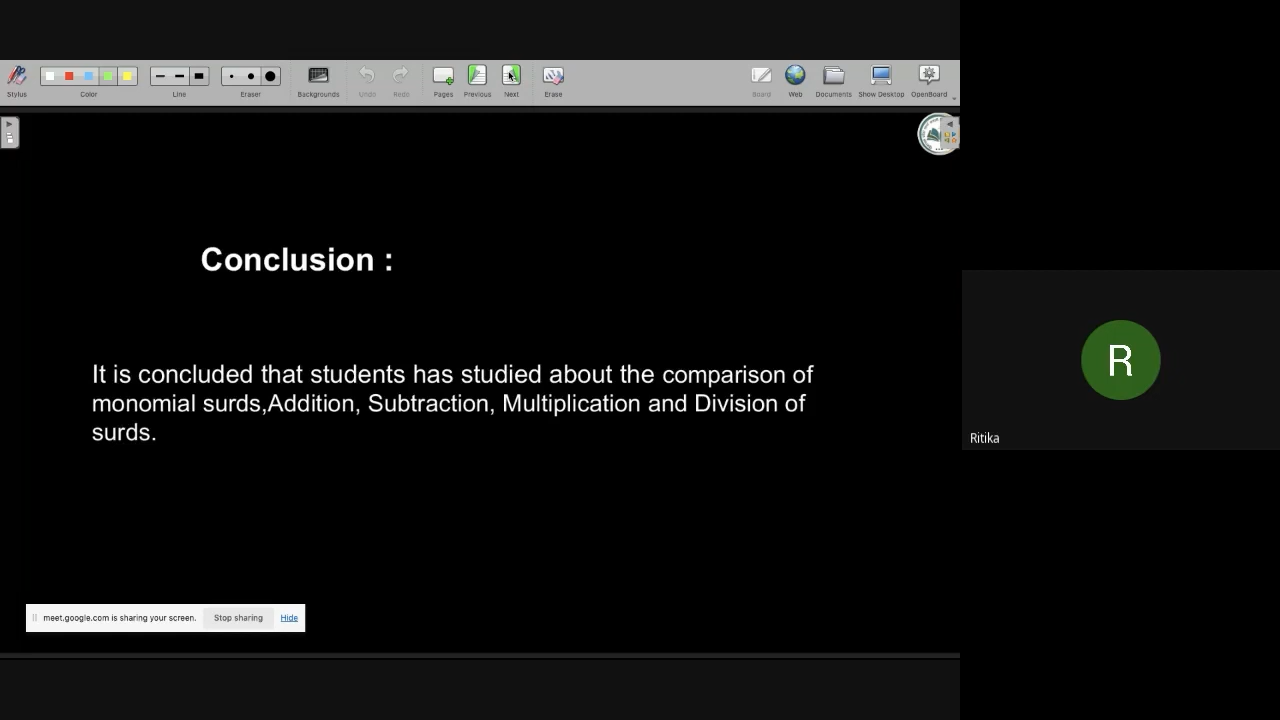 Stylus
Color
Line
Eraser
Backgrounds
Undo
Redo
Pages
Previous
Next
Erase
Board
Web
Documents
Show Desktop
OpenBoard
Conclusion :
It is concluded that students has studied about the comparison of
monomial surds,Addition, Subtraction, Multiplication and Division of
surds.
meet.google.com is sharing your screen.
Stop sharing
Hide
R
Ritika